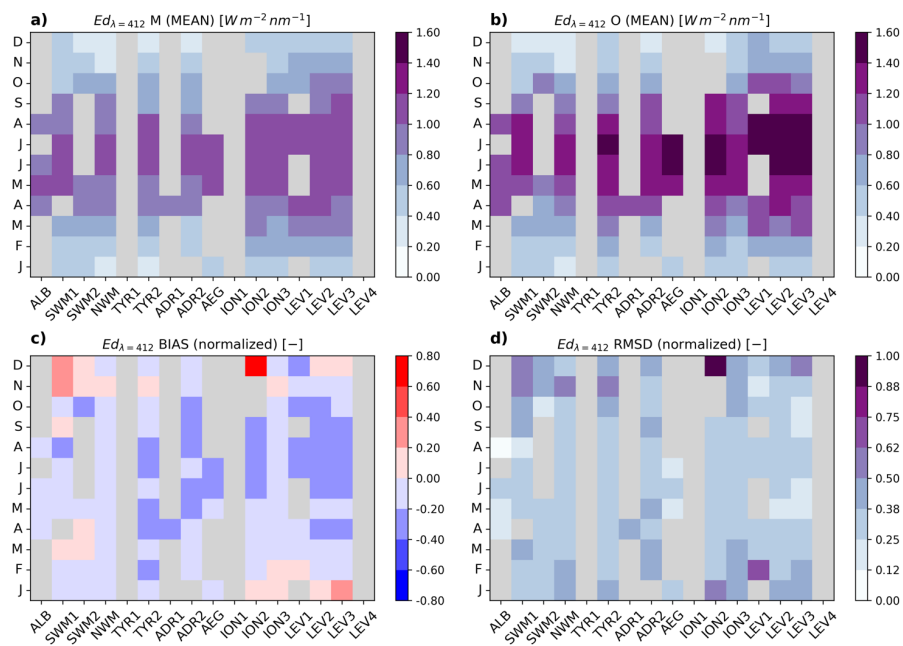 a) Ed λ=412 M (MEAN) [W m−2 nm−1]
D
N
O
S
A
J
J
M
A
M
F
J
ALB SWM1 SWM2 NWM TYR1 TYR2 ADR1 ADR2 AEG ION1 ION2 ION3 LEV1 LEV2 LEV3 LEV4
1.60
1.40
1.20
1.00
0.80
0.60
0.40
0.20
0.00
b) Ed λ=412 O (MEAN) [W m−2 nm−1]
D
N
O
S
A
J
J
M
A
M
F
J
ALB SWM1 SWM2 NWM TYR1 TYR2 ADR1 ADR2 AEG ION1 ION2 ION3 LEV1 LEV2 LEV3 LEV4
1.60
1.40
1.20
1.00
0.80
0.60
0.40
0.20
0.00
c) Ed λ=412 BIAS (normalized) [−]
D
N
O
S
A
J
J
M
A
M
F
J
ALB SWM1 SWM2 NWM TYR1 TYR2 ADR1 ADR2 AEG ION1 ION2 ION3 LEV1 LEV2 LEV3 LEV4
0.80
0.60
0.40
0.20
0.00
-0.20
-0.40
-0.60
-0.80
d) Ed λ=412 RMSD (normalized) [−]
D
N
O
S
A
J
J
M
A
M
F
J
ALB SWM1 SWM2 NWM TYR1 TYR2 ADR1 ADR2 AEG ION1 ION2 ION3 LEV1 LEV2 LEV3 LEV4
1.00
0.88
0.75
0.62
0.50
0.38
0.25
0.12
0.00